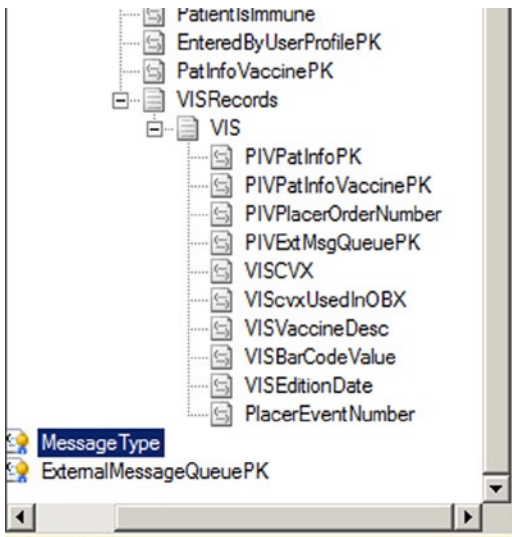 PatientIsImmune
EnteredByUserProfilePK
PatInfoVaccinePK
VISRecords
VIS
PIVPatInfoPK
PIVPatInfoVaccinePK
PIVPlacerOrderNumber
PIVExtMsgQueuePK
VISCVX
VIScvxUsedInOBX
VISVaccineDesc
VISBarCodeValue
VISEditionDate
PlacerEventNumber
MessageType
ExternalMessageQueuePK